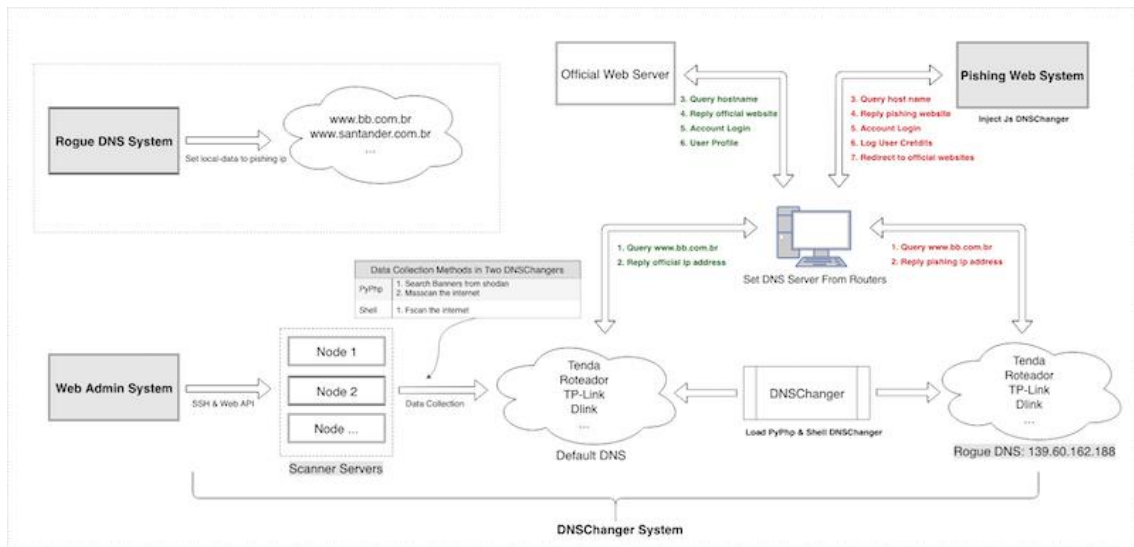 Official Web Server
Pishing Web System
Inject Js DNSChanger
3. Query hostname
4. Reply official website
5. Account Login
6. User Profile
3. Query host name
4. Reply pishing website
5. Account Login
6. Log User Cretdits
7. Redirect to official websites
Rogue DNS System
Set local-data to pishing ip
www.bb.com.br
www.santander.com.br
...
1. Query www.bb.com.br
2. Reply official ip address
Set DNS Server From Routers
1. Query www.bb.com.br
2. Reply pishing ip address
Data Collection Methods in Two DNSChangers
PyPhp
1. Search Banners from shodan
2. Masscan the internet
Shell
1. Fscan the internet
Web Admin System
SSH & Web API
Node 1
Node 2
Node ...
Scanner Servers
Data Collection
Tenda
Roteador
TP-Link
Dlink
...
Default DNS
DNSChanger
Load PyPhp & Shell DNSChanger
Tenda
Roteador
TP-Link
Dlink
...
Rogue DNS: 139.60.162.188
DNSChanger System